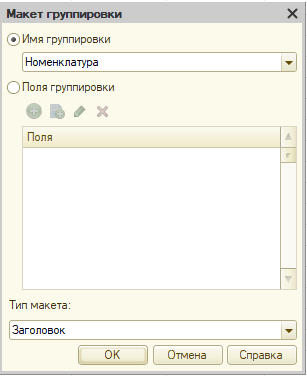 Макет группировки
Имя группировки
Номенклатура
Поля группировки
Поля
Тип макета:
Заголовок
ОК Отмена Справка